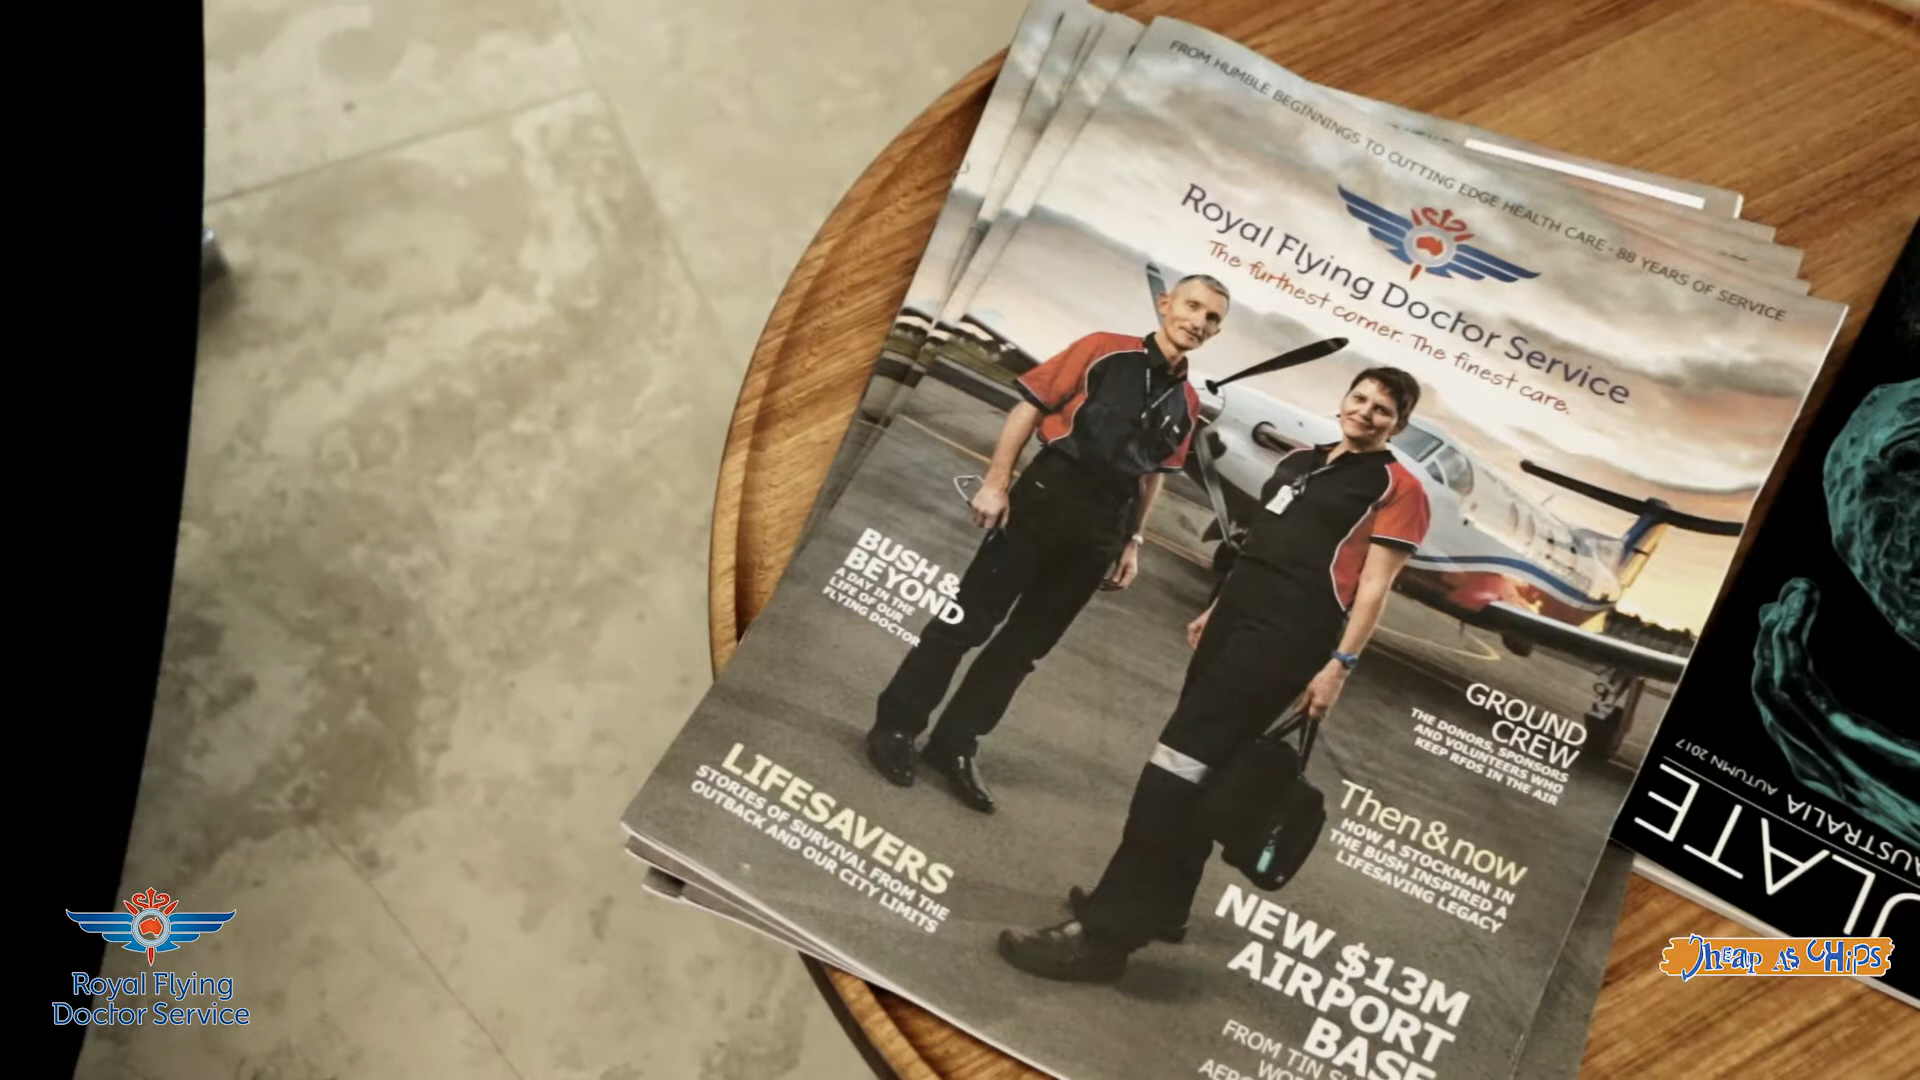 FROM HUMBLE BEGINNINGS TO CUTTING EDGE HEALTH CARE - 88 YEARS OF SERVICE
Royal Flying Doctor Service
The furthest corner. The finest care.
BUSH &
BEYOND
A DAY IN THE
LIFE OF OUR
FLYING DOCTOR
LIFESAVERS
STORIES OF SURVIVAL FROM THE
OUTBACK AND OUR CITY LIMITS
GROUND
CREW
THE DONORS, SPONSORS
AND VOLUNTEERS WHO
KEEP RFDS IN THE AIR
Then & now
HOW A STOCKMAN IN
THE BUSH INSPIRED A
LIFESAVING LEGACY
NEW $13M
AIRPORT
BASE
FROM TIN
AUTUMN 2017
Royal Flying
Doctor Service
CHEAP AS CHIPS